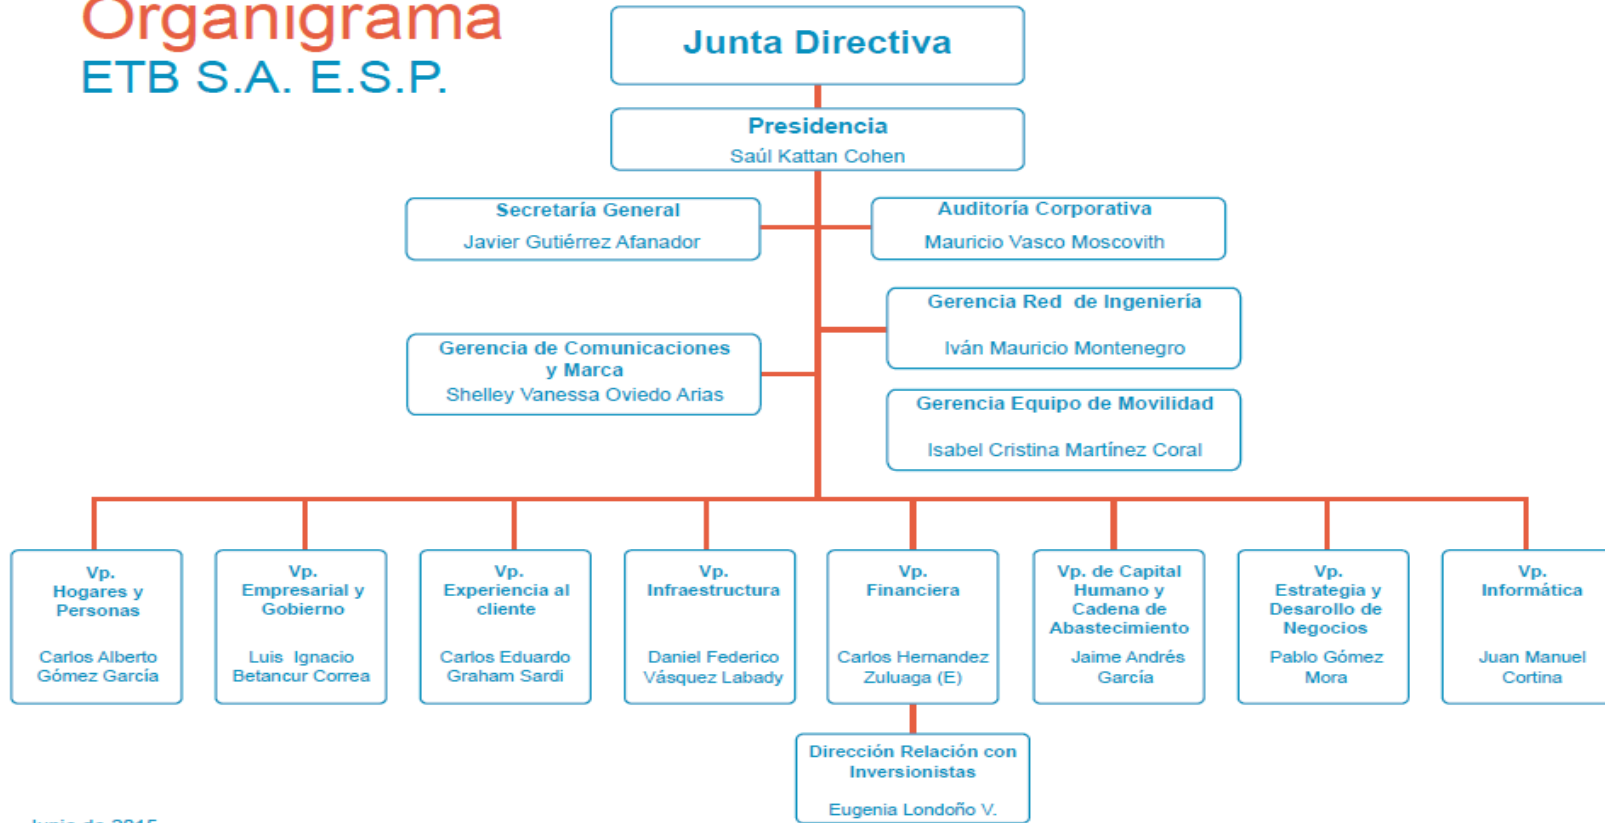 Organigrama
ETB S.A. E.S.P.
Junta Directiva
Presidencia
Saúl Kattan Cohen
Secretaría General
Javier Gutiérrez Afanador
Auditoría Corporativa
Mauricio Vasco Moscovith
Gerencia Red de Ingeniería
Iván Mauricio Montenegro
Gerencia de Comunicaciones
y Marca
Shelley Vanessa Oviedo Arias
Gerencia Equipo de Movilidad
Isabel Cristina Martínez Coral
Vp.
Hogares y
Personas
Carlos Alberto
Gómez García
Vp.
Empresarial y
Gobierno
Luis Ignacio
Betancur Correa
Vp.
Experiencia al
cliente
Carlos Eduardo
Graham Sardi
Vp.
Infraestructura
Daniel Federico
Vásquez Labady
Vp.
Financiera
Carlos Hernandez
Zuluaga (E)
Vp. de Capital
Humano y
Cadena de
Abastecimiento
Jaime Andrés
García
Vp.
Estrategia y
Desarollo de
Negocios
Pablo Gómez
Mora
Vp.
Informática
Juan Manuel
Cortina
Dirección Relación con
Inversionistas
Eugenia Londoño V.
de 2015